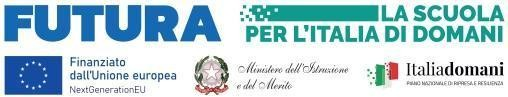 FUTURA
LA SCUOLA
PER L'ITALIA DI DOMANI
Finanziato
dall'Unione europea
NextGenerationEU
Ministero dell'Istruzione
e del Merito
Italiadomani
PIANO NAZIONALE DI RIPRESA E RESILIENZA